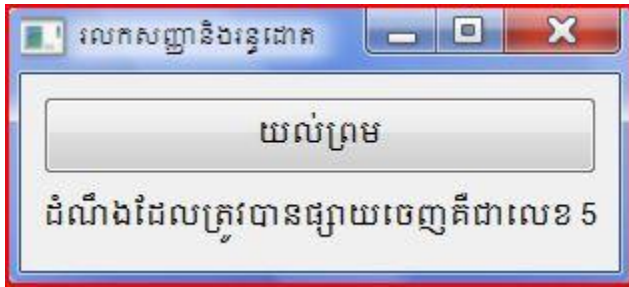 រលកសញ្ញានិងរន្ធដោត
យល់ព្រម
ដំណឹងដែលត្រូវបានផ្សាយចេញគឺជាលេខ 5